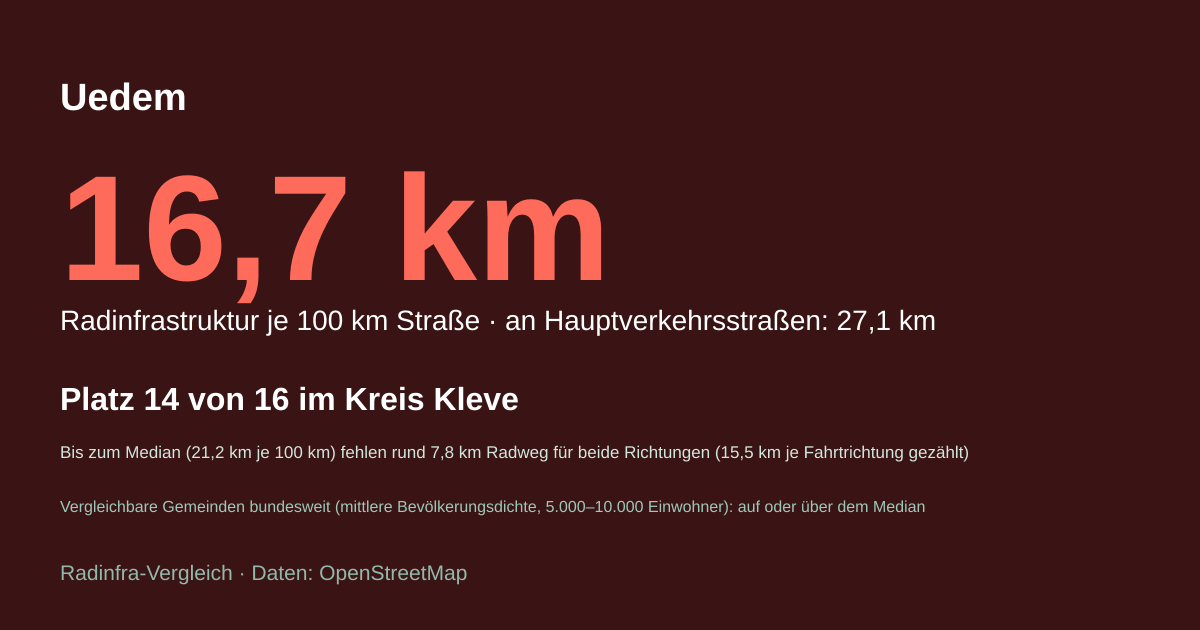 Uedem
16,7 km
Radinfrastruktur je 100 km Straße · an Hauptverkehrsstraßen: 27,1 km
Platz 14 von 16 im Kreis Kleve
Bis zum Median (21,2 km je 100 km) fehlen rund 7,8 km Radweg für beide Richtungen (15,5 km je Fahrtrichtung gezählt)
Vergleichbare Gemeinden bundesweit (mittlere Bevölkerungsdichte, 5.000–10.000 Einwohner): auf oder über dem Median
Radinfra-Vergleich · Daten: OpenStreetMap